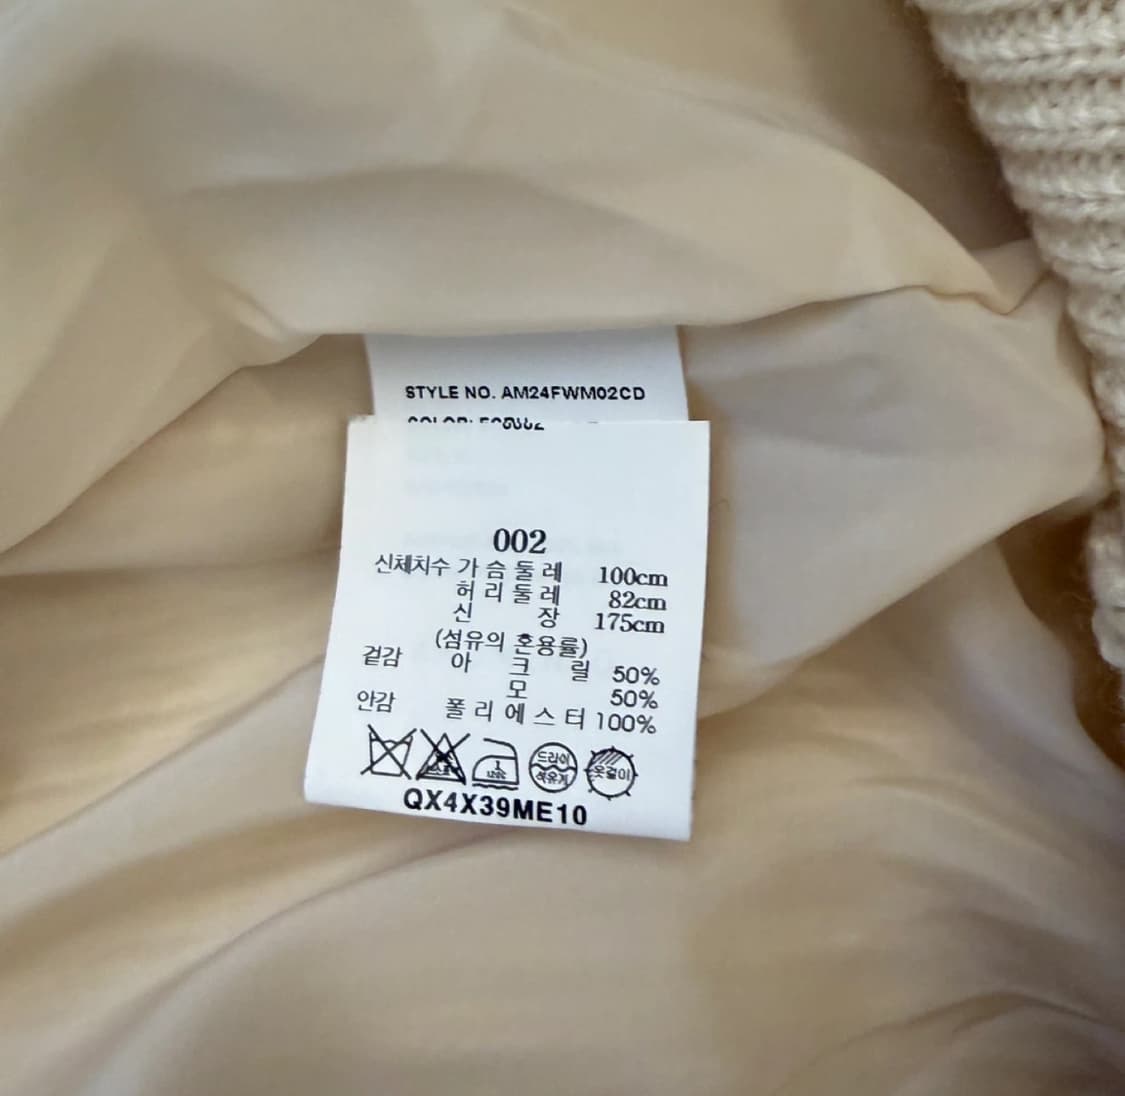 STYLE NO. AM24FWM02CD
COLOR:
002
신체치수 가슴둘레 100cm
허리둘레 82cm
신장 175cm
(섬유의 혼용률)
겉감 아크릴 50%
모 50%
안감 폴리에스터 100%
드라이
석유계
옷걸이
QX4X39ME10